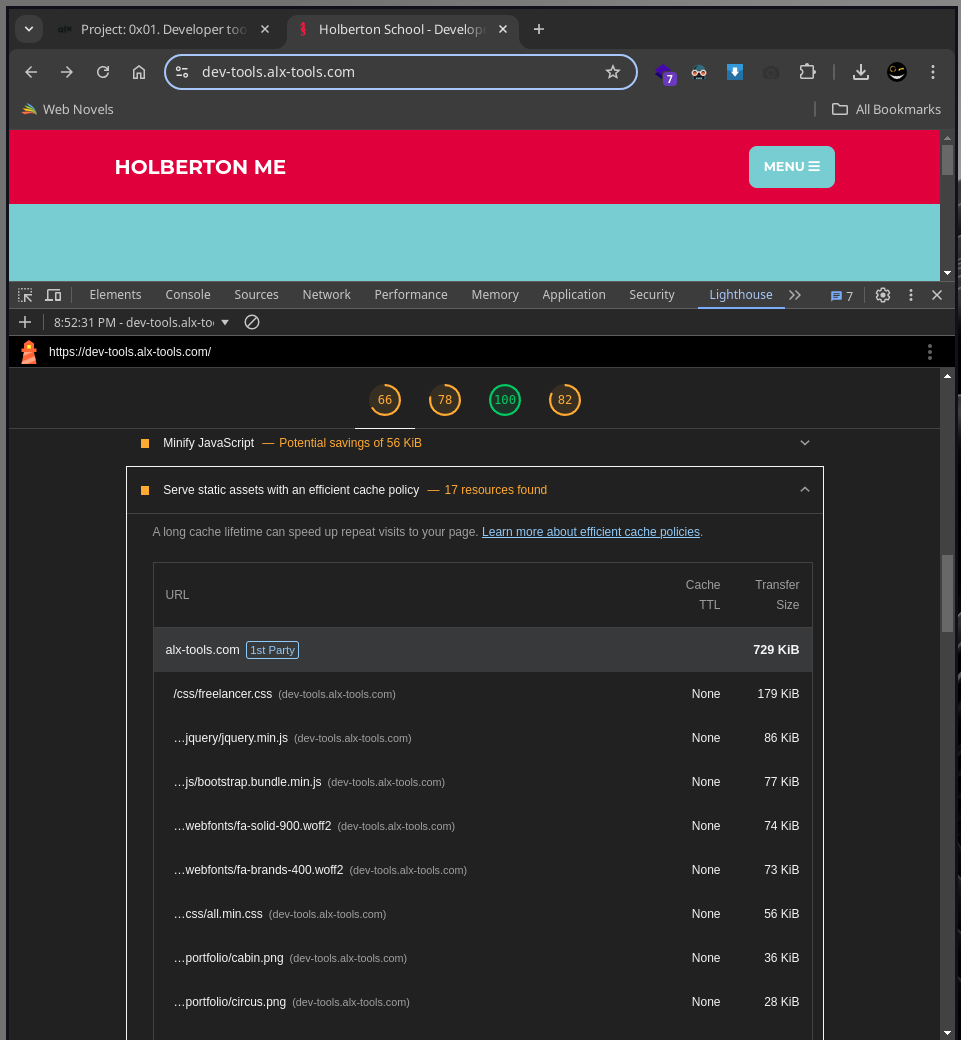 alx Project: 0x01. Developer too
Holberton School - Develope
dev-tools.alx-tools.com
7
Web Novels
All Bookmarks
HOLBERTON ME
MENU
Elements Console Sources Network Performance Memory Application Security Lighthouse 7
8:52:31 PM - dev-tools.alx-to
https://dev-tools.alx-tools.com/
66 78 100 82
Minify JavaScript — Potential savings of 56 KiB
Serve static assets with an efficient cache policy — 17 resources found
A long cache lifetime can speed up repeat visits to your page. Learn more about efficient cache policies.
URL Cache TTL Transfer Size
alx-tools.com 1st Party 729 KiB
/css/freelancer.css (dev-tools.alx-tools.com) None 179 KiB
…jquery/jquery.min.js (dev-tools.alx-tools.com) None 86 KiB
…js/bootstrap.bundle.min.js (dev-tools.alx-tools.com) None 77 KiB
…webfonts/fa-solid-900.woff2 (dev-tools.alx-tools.com) None 74 KiB
…webfonts/fa-brands-400.woff2 (dev-tools.alx-tools.com) None 73 KiB
…css/all.min.css (dev-tools.alx-tools.com) None 56 KiB
…portfolio/cabin.png (dev-tools.alx-tools.com) None 36 KiB
…portfolio/circus.png (dev-tools.alx-tools.com) None 28 KiB